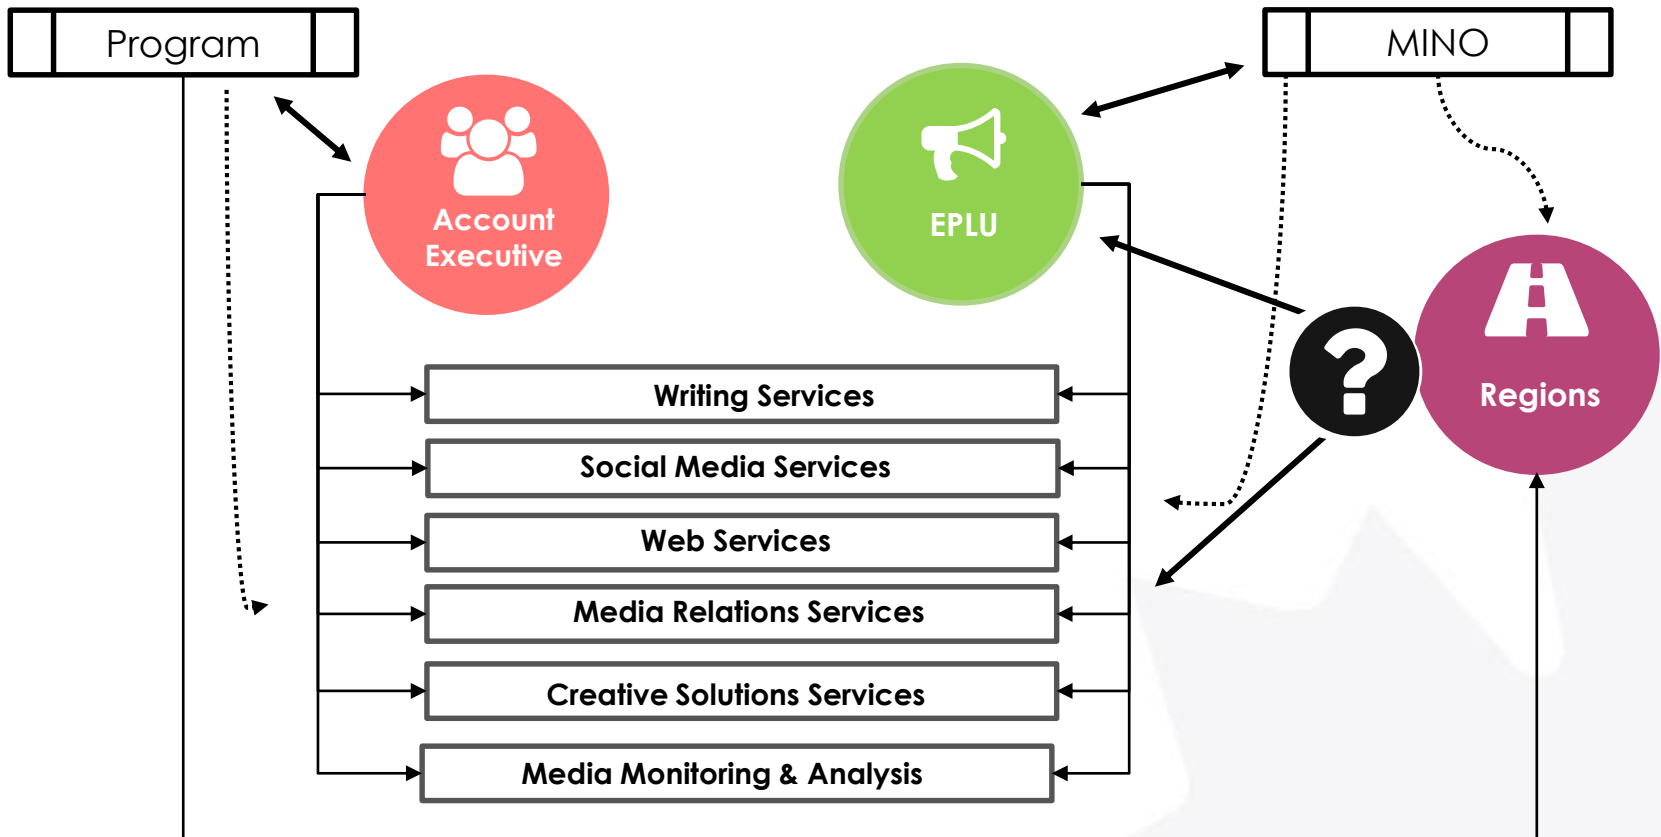 Program
MINO
Account
Executive
EPLU
?
Regions
Writing Services
Social Media Services
Web Services
Media Relations Services
Creative Solutions Services
Media Monitoring & Analysis